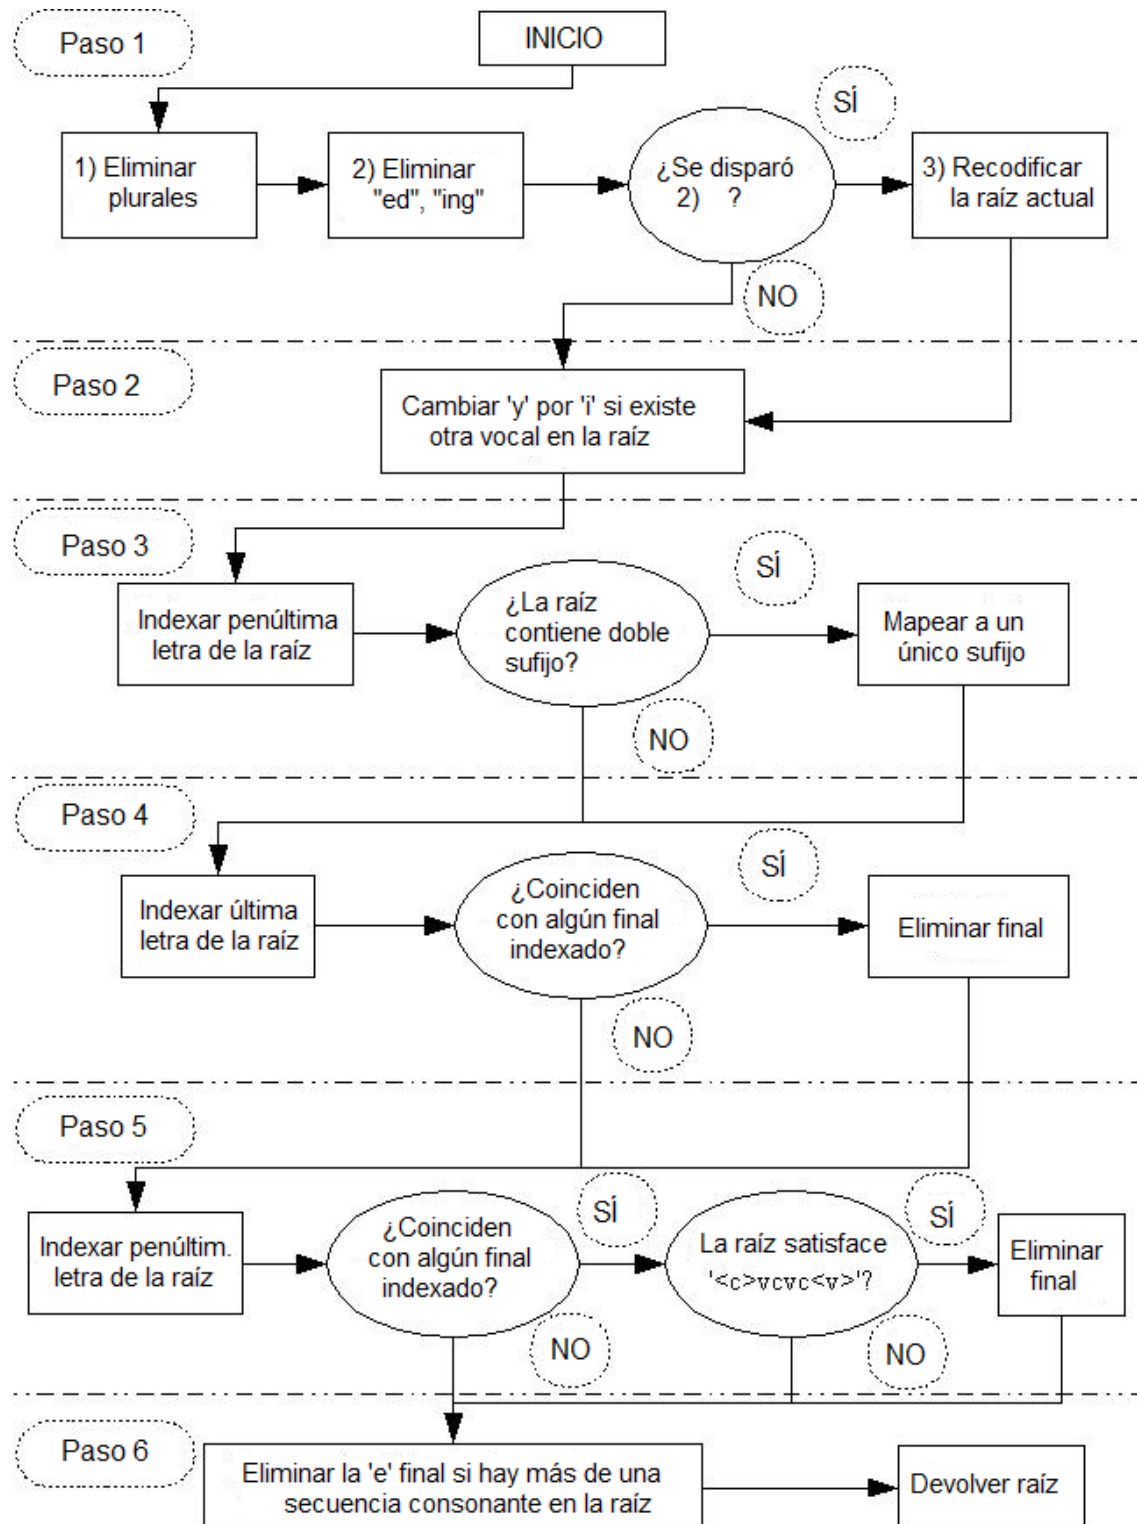 Paso 1
INICIO
SÍ
1) Eliminar
plurales
2) Eliminar
"ed", "ing"
¿Se disparó
2) ?
3) Recodificar
la raíz actual
NO
Paso 2
Cambiar 'y' por 'i' si existe
otra vocal en la raíz
Paso 3
SÍ
Indexar penúltima
letra de la raíz
¿La raíz
contiene doble
sufijo?
Mapear a un
único sufijo
NO
Paso 4
SÍ
Indexar última
letra de la raíz
¿Coinciden
con algún final
indexado?
Eliminar final
NO
Paso 5
SÍ
SÍ
Indexar penúltim.
letra de la raíz
¿Coinciden
con algún final
indexado?
La raíz satisface
'<c>vcvc<v>'?
Eliminar
final
NO
NO
Paso 6
Eliminar la 'e' final si hay más de una
secuencia consonante en la raíz
Devolver raíz